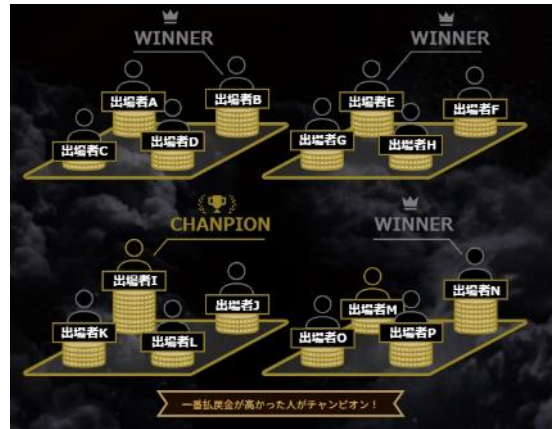 WINNER
WINNER
出場者A
出場者B
出場者E
出場者F
出場者C
出場者D
出場者G
出場者H
CHANPION
WINNER
出場者I
出場者J
出場者M
出場者N
出場者K
出場者L
出場者O
出場者P
一番払戻金が高かった人がチャンピオン！